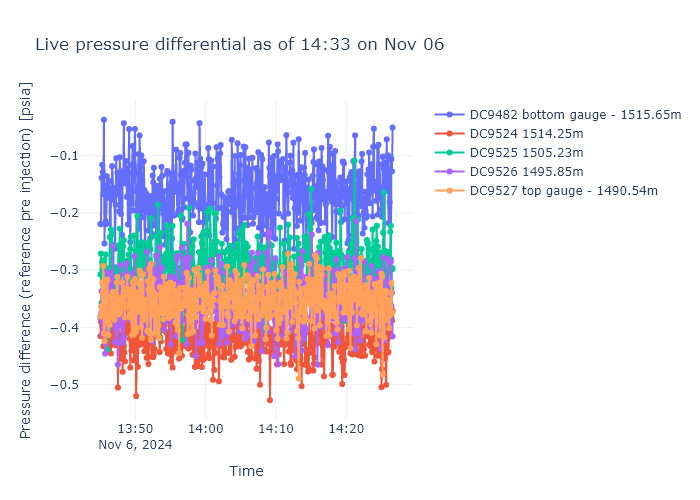 Live pressure differential as of 14:33 on Nov 06
Pressure difference (reference pre injection) [psia]
−0.1
−0.2
−0.3
−0.4
−0.5
13:50
Nov 6, 2024
14:00
14:10
14:20
Time
DC9482 bottom gauge - 1515.65m
DC9524 1514.25m
DC9525 1505.23m
DC9526 1495.85m
DC9527 top gauge - 1490.54m